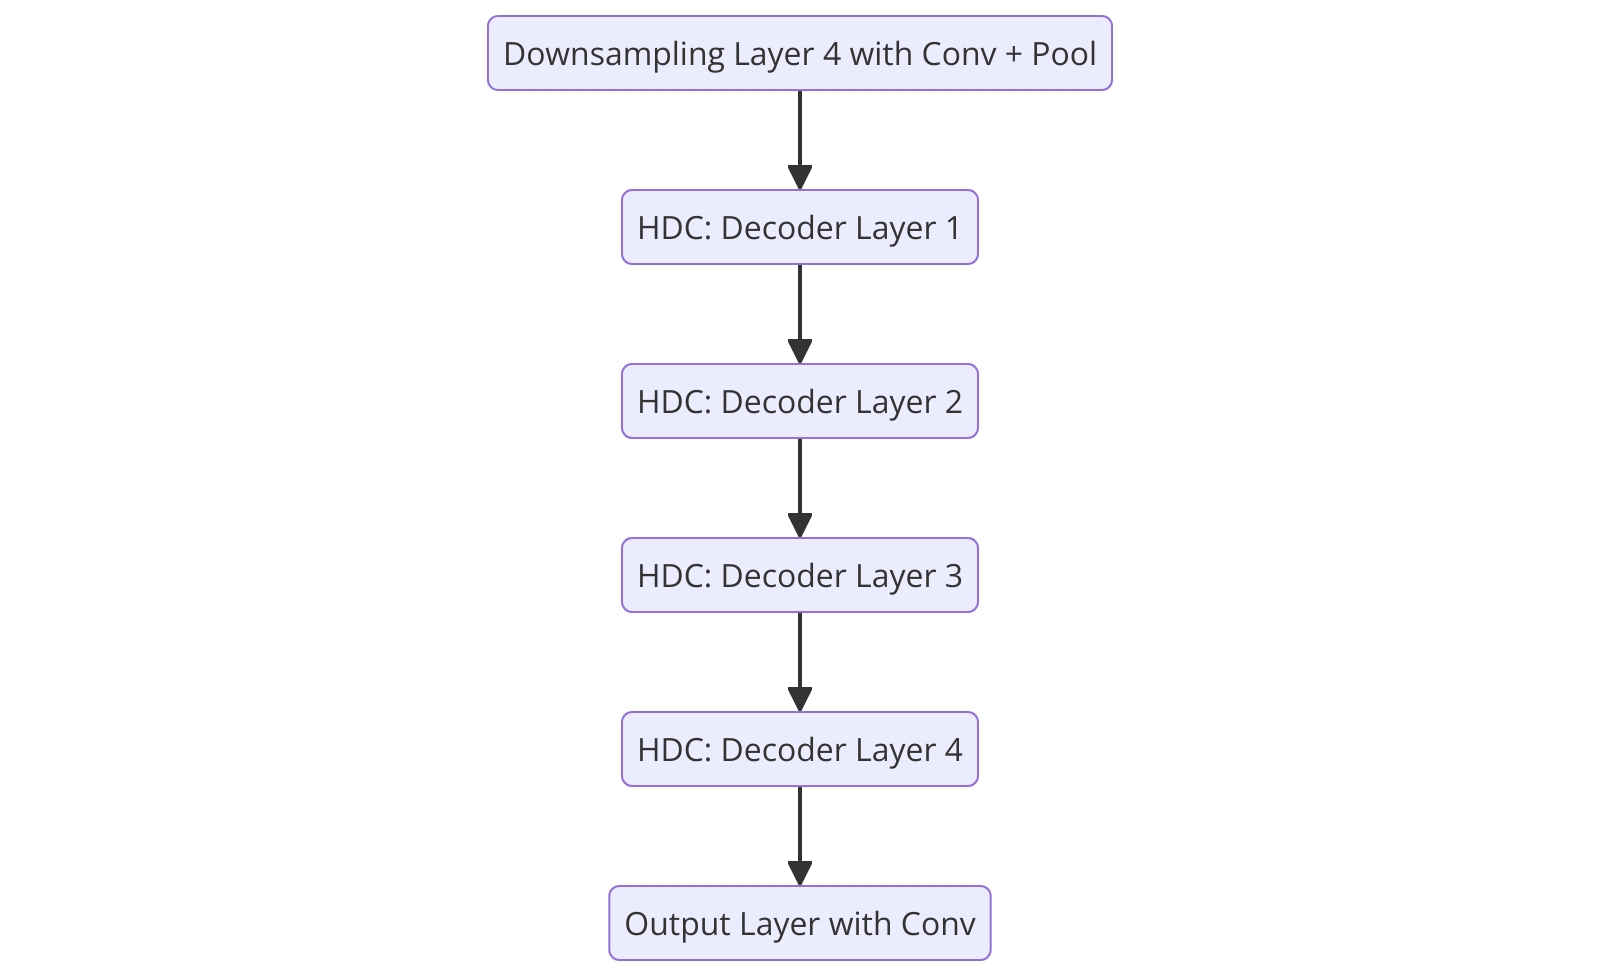 Downsampling Layer 4 with Conv + Pool
HDC: Decoder Layer 1
HDC: Decoder Layer 2
HDC: Decoder Layer 3
HDC: Decoder Layer 4
Output Layer with Conv